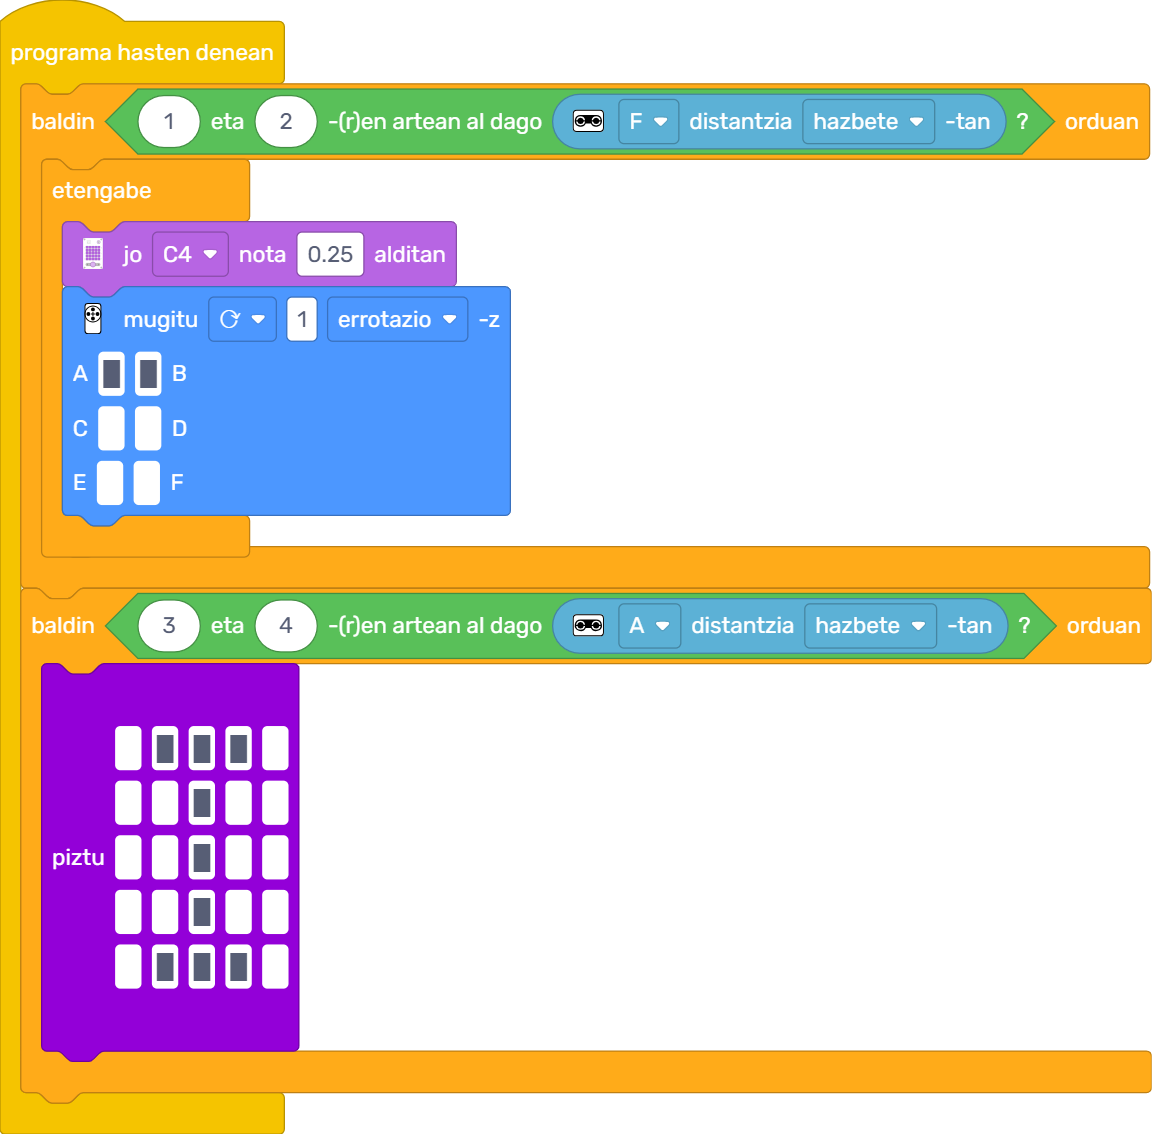 programa hasten denean
baldin 1 eta 2 -(r)en artean al dago F distantzia hazbete -tan ? orduan
etengabe
jo C4 nota 0.25 alditan
mugitu 1 errotazio -z
A B
C D
E F
baldin 3 eta 4 -(r)en artean al dago A distantzia hazbete -tan ? orduan
piztu